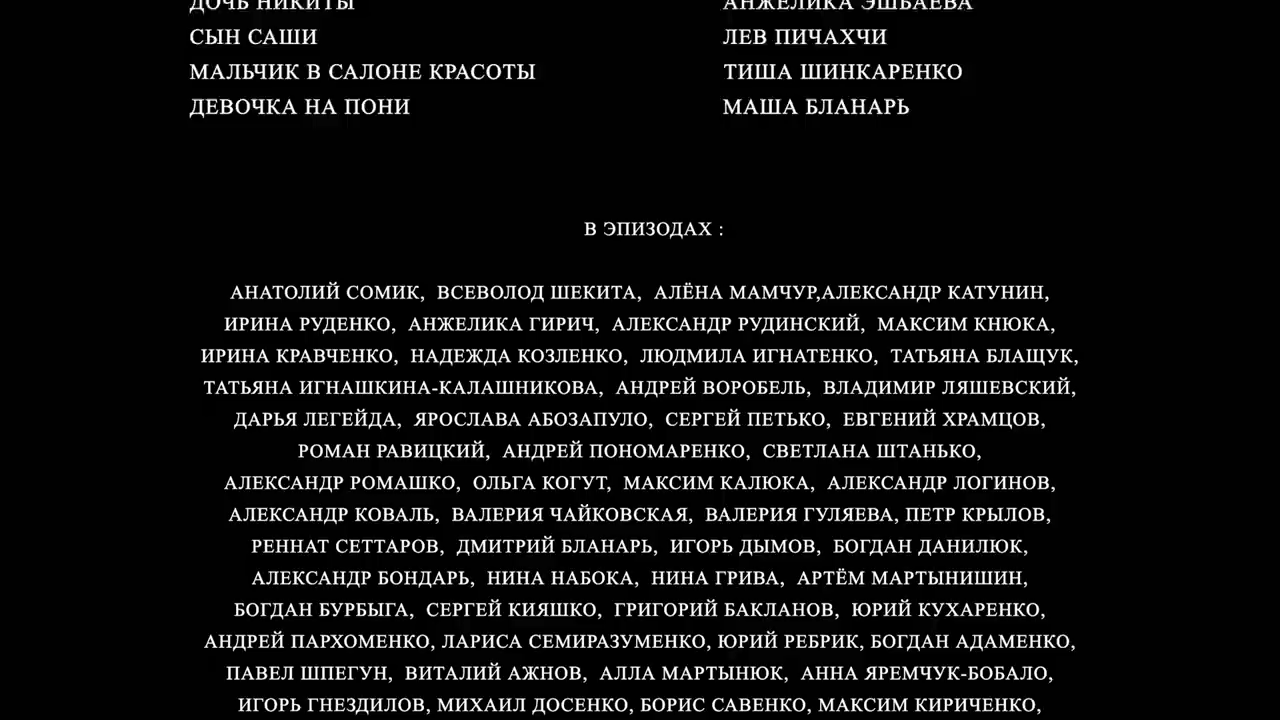 ДОЧЬ НИКИТЫ АНЖЕЛИКА ЭШБАЕВА
СЫН САШИ ЛЕВ ПИЧАХЧИ
МАЛЬЧИК В САЛОНЕ КРАСОТЫ ТИША ШИНКАРЕНКО
ДЕВОЧКА НА ПОНИ МАША БЛАНАРЬ
В ЭПИЗОДАХ :
АНАТОЛИЙ СОМИК, ВСЕВОЛОД ШЕКИТА, АЛЁНА МАМЧУР,АЛЕКСАНДР КАТУНИН,
ИРИНА РУДЕНКО, АНЖЕЛИКА ГИРИЧ, АЛЕКСАНДР РУДИНСКИЙ, МАКСИМ КНЮКА,
ИРИНА КРАВЧЕНКО, НАДЕЖДА КОЗЛЕНКО, ЛЮДМИЛА ИГНАТЕНКО, ТАТЬЯНА БЛАЩУК,
ТАТЬЯНА ИГНАШКИНА-КАЛАШНИКОВА, АНДРЕЙ ВОРОБЕЛЬ, ВЛАДИМИР ЛЯШЕВСКИЙ,
ДАРЬЯ ЛЕГЕЙДА, ЯРОСЛАВА АБОЗАПУЛО, СЕРГЕЙ ПЕТЬКО, ЕВГЕНИЙ ХРАМЦОВ,
РОМАН РАВИЦКИЙ, АНДРЕЙ ПОНОМАРЕНКО, СВЕТЛАНА ШТАНЬКО,
АЛЕКСАНДР РОМАШКО, ОЛЬГА КОГУТ, МАКСИМ КАЛЮКА, АЛЕКСАНДР ЛОГИНОВ,
АЛЕКСАНДР КОВАЛЬ, ВАЛЕРИЯ ЧАЙКОВСКАЯ, ВАЛЕРИЯ ГУЛЯЕВА, ПЕТР КРЫЛОВ,
РЕННАТ СЕТТАРОВ, ДМИТРИЙ БЛАНАРЬ, ИГОРЬ ДЫМОВ, БОГДАН ДАНИЛЮК,
АЛЕКСАНДР БОНДАРЬ, НИНА НАБОКА, НИНА ГРИВА, АРТЁМ МАРТЫНИШИН,
БОГДАН БУРБЫГА, СЕРГЕЙ КИЯШКО, ГРИГОРИЙ БАКЛАНОВ, ЮРИЙ КУХАРЕНКО,
АНДРЕЙ ПАРХОМЕНКО, ЛАРИСА СЕМИРАЗУМЕНКО, ЮРИЙ РЕБРИК, БОГДАН АДАМЕНКО,
ПАВЕЛ ШПЕГУН, ВИТАЛИЙ АЖНОВ, АЛЛА МАРТЫНЮК, АННА ЯРЕМЧУК-БОБАЛО,
ИГОРЬ ГНЕЗДИЛОВ, МИХАИЛ ДОСЕНКО, БОРИС САВЕНКО, МАКСИМ КИРИЧЕНКО,